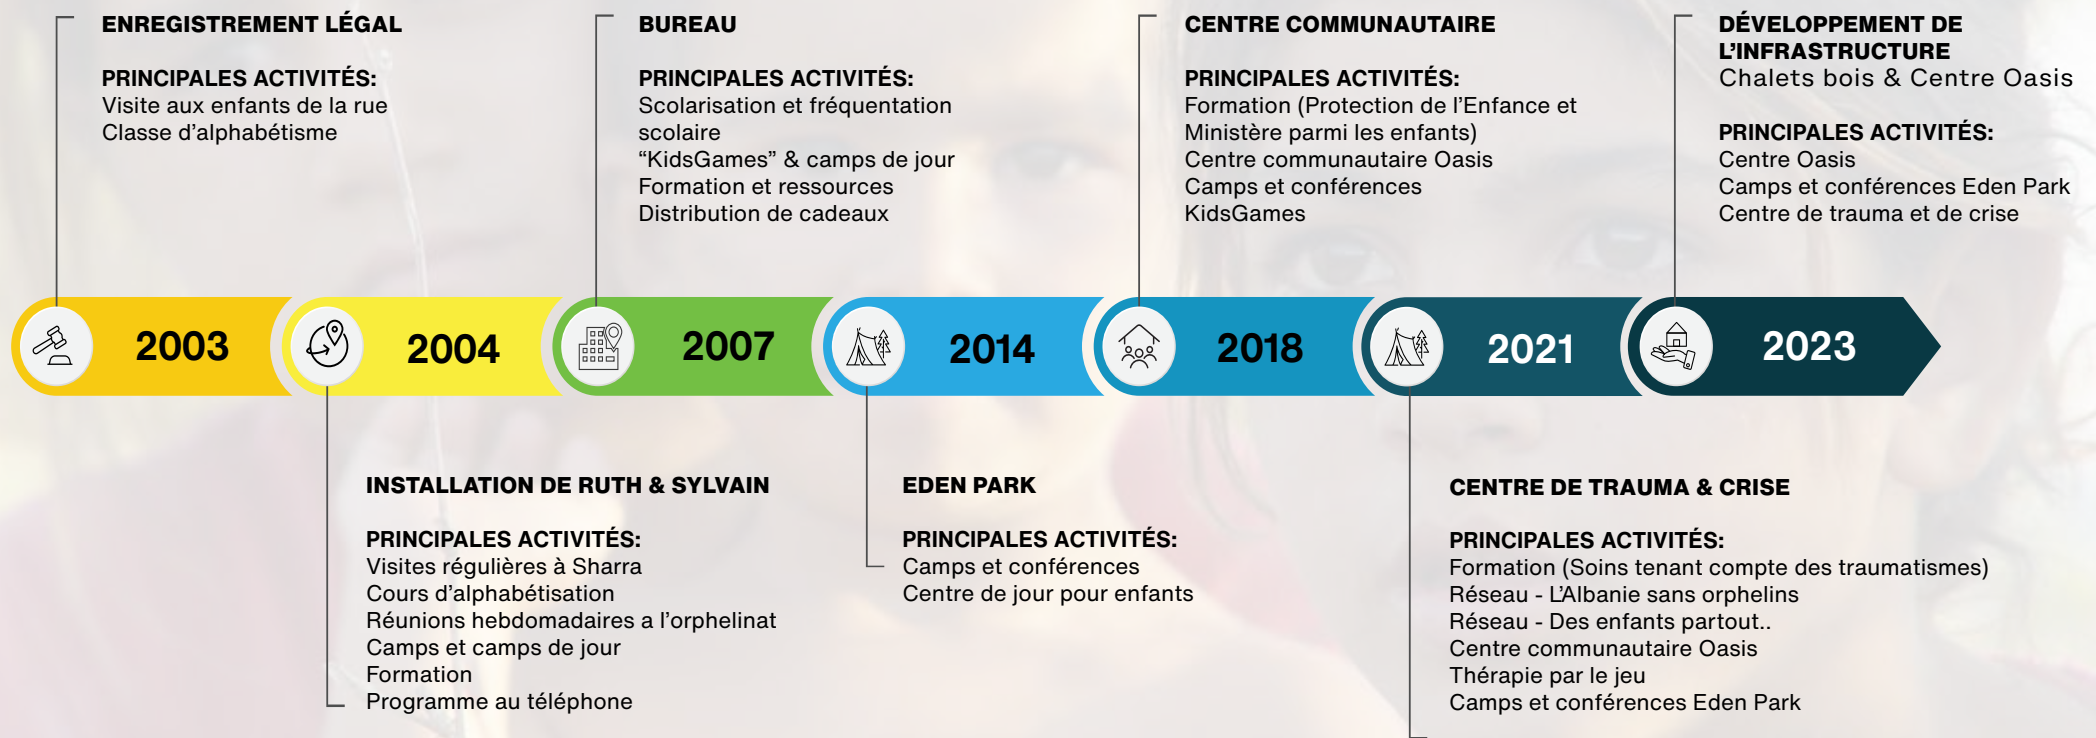 ENREGISTREMENT LÉGAL
PRINCIPALES ACTIVITÉS:
Visite aux enfants de la rue
Classe d'alphabétisme
BUREAU
PRINCIPALES ACTIVITÉS:
Scolarisation et fréquentation
scolaire
“KidsGames” & camps de jour
Formation et ressources
Distribution de cadeaux
CENTRE COMMUNAUTAIRE
PRINCIPALES ACTIVITÉS:
Formation (Protection de l'Enfance et
Ministère parmi les enfants)
Centre communautaire Oasis
Camps et conférences
KidsGames
DÉVELOPPEMENT DE
L'INFRASTRUCTURE
Chalets bois & Centre Oasis
PRINCIPALES ACTIVITÉS:
Centre Oasis
Camps et conférences Eden Park
Centre de trauma et de crise
2003
2004
2007
2014
2018
2021
2023
INSTALLATION DE RUTH & SYLVAIN
PRINCIPALES ACTIVITÉS:
Visites régulières à Sharra
Cours d'alphabétisation
Réunions hebdomadaires a l'orphelinat
Camps et camps de jour
Formation
Programme au téléphone
EDEN PARK
PRINCIPALES ACTIVITÉS:
Camps et conférences
Centre de jour pour enfants
CENTRE DE TRAUMA & CRISE
PRINCIPALES ACTIVITÉS:
Formation (Soins tenant compte des traumatismes)
Réseau - L'Albanie sans orphelins
Réseau - Des enfants partout..
Centre communautaire Oasis
Thérapie par le jeu
Camps et conférences Eden Park